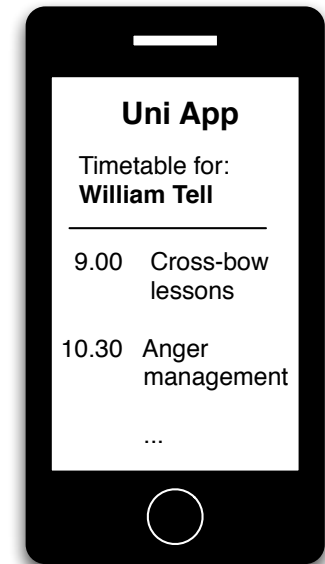 Uni App
Timetable for:
William Tell
9.00 Cross-bow
lessons
10.30 Anger
management
...